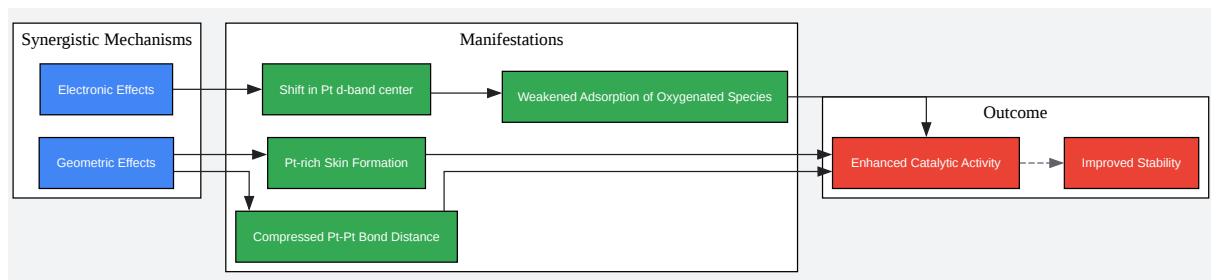 Synergistic Mechanisms
Electronic Effects
Geometric Effects
Manifestations
Shift in Pt d-band center
Weakened Adsorption of Oxygenated Species
Pt-rich Skin Formation
Compressed Pt-Pt Bond Distance
Outcome
Enhanced Catalytic Activity
Improved Stability